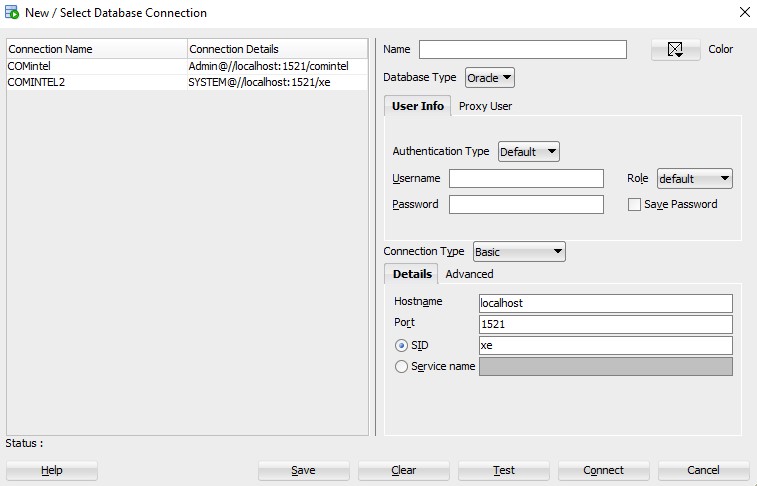 New / Select Database Connection
Connection Name Connection Details
COMintel Admin@//localhost:1521/comintel
COMINTEL2 SYSTEM@//localhost:1521/xe
Name Color
Database Type Oracle
User Info Proxy User
Authentication Type Default
Username Role default
Password Save Password
Connection Type Basic
Details Advanced
Hostname localhost
Port 1521
SID xe
Service name
Status :
Help Save Clear Test Connect Cancel